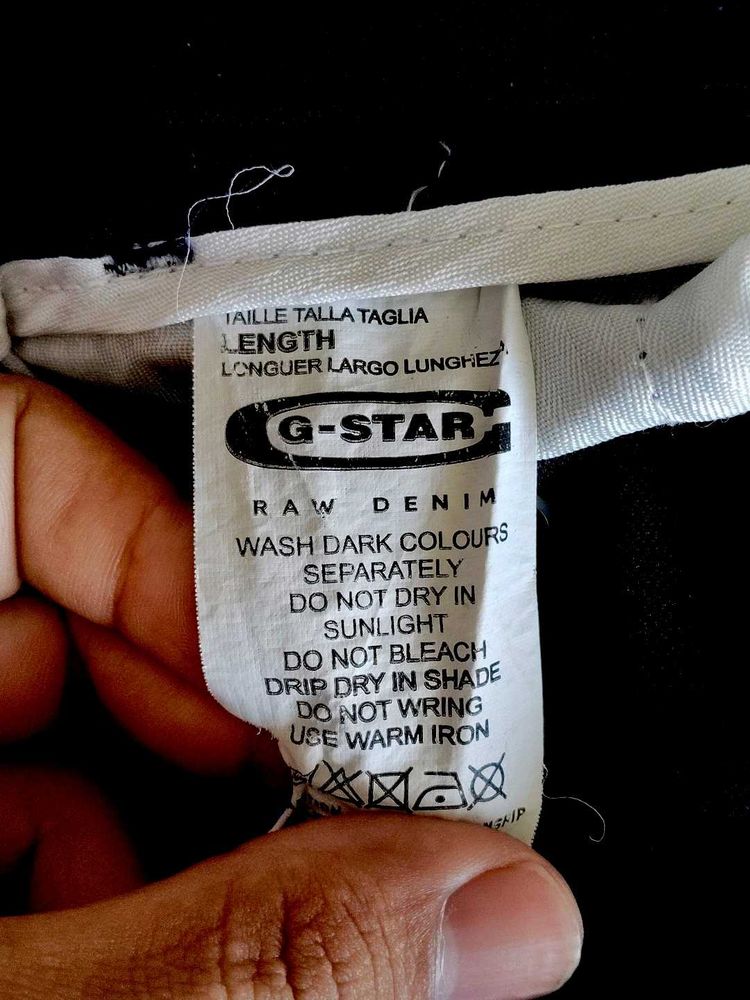 TAILLE TALLA TAGLIA
LENGTH
LONGUER LARGO LUNGHEZ
G-STAR
RAW DENIM
WASH DARK COLOURS
SEPARATELY
DO NOT DRY IN
SUNLIGHT
DO NOT BLEACH
DRIP DRY IN SHADE
DO NOT WRING
USE WARM IRON